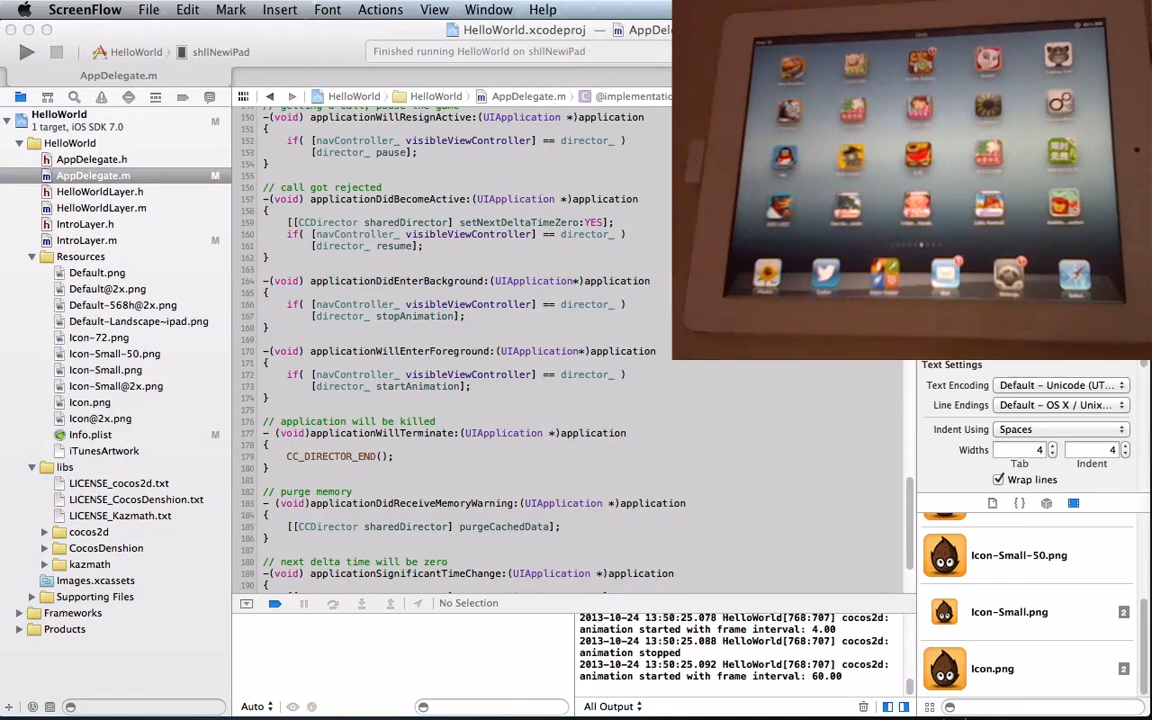 ScreenFlow File Edit Mark Insert Font Actions View Window Help
HelloWorld.xcodeproj — AppDele
HelloWorld shllNewiPad
Finished running HelloWorld on shllNewiPad
AppDelegate.m
HelloWorld HelloWorld AppDelegate.m @implementatio
HelloWorld M
1 target, iOS SDK 7.0
HelloWorld
AppDelegate.h
AppDelegate.m M
HelloWorldLayer.h
HelloWorldLayer.m
IntroLayer.h
IntroLayer.m M
Resources
Default.png
Default@2x.png
Default-568h@2x.png
Default-Landscape~ipad.png
Icon-72.png
Icon-Small-50.png
Icon-Small.png
Icon-Small@2x.png
Icon.png
Icon@2x.png
Info.plist M
iTunesArtwork
libs
LICENSE_cocos2d.txt
LICENSE_CocosDenshion.txt
LICENSE_Kazmath.txt
cocos2d
CocosDenshion
kazmath
Images.xcassets
Supporting Files
Frameworks
Products
// getting a call, pause the game
150 -(void) applicationWillResignActive:(UIApplication *)application
151 {
152 if( [navController_ visibleViewController] == director_ )
153 [director_ pause];
154 }
155
156 // call got rejected
157 -(void) applicationDidBecomeActive:(UIApplication *)application
158 {
159 [[CCDirector sharedDirector] setNextDeltaTimeZero:YES];
160 if( [navController_ visibleViewController] == director_ )
161 [director_ resume];
162 }
163
164 -(void) applicationDidEnterBackground:(UIApplication*)application
165 {
166 if( [navController_ visibleViewController] == director_ )
167 [director_ stopAnimation];
168 }
169
170 -(void) applicationWillEnterForeground:(UIApplication*)application
171 {
172 if( [navController_ visibleViewController] == director_ )
173 [director_ startAnimation];
174 }
175
176 // application will be killed
177 - (void)applicationWillTerminate:(UIApplication *)application
178 {
179 CC_DIRECTOR_END();
180 }
181
182 // purge memory
183 - (void)applicationDidReceiveMemoryWarning:(UIApplication *)application
184 {
185 [[CCDirector sharedDirector] purgeCachedData];
186 }
187
188 // next delta time will be zero
189 -(void) applicationSignificantTimeChange:(UIApplication *)application
190 {
No Selection
2013-10-24 13:50:25.078 HelloWorld[768:707] cocos2d:
animation started with frame interval: 4.00
2013-10-24 13:50:25.088 HelloWorld[768:707] cocos2d:
animation stopped
2013-10-24 13:50:25.092 HelloWorld[768:707] cocos2d:
animation started with frame interval: 60.00
Auto
All Output
Text Settings
Text Encoding Default - Unicode (UT...
Line Endings Default - OS X / Unix...
Indent Using Spaces
Widths 4 4
Tab Indent
Wrap lines
Icon-Small-50.png
Icon-Small.png 2
Icon.png 2